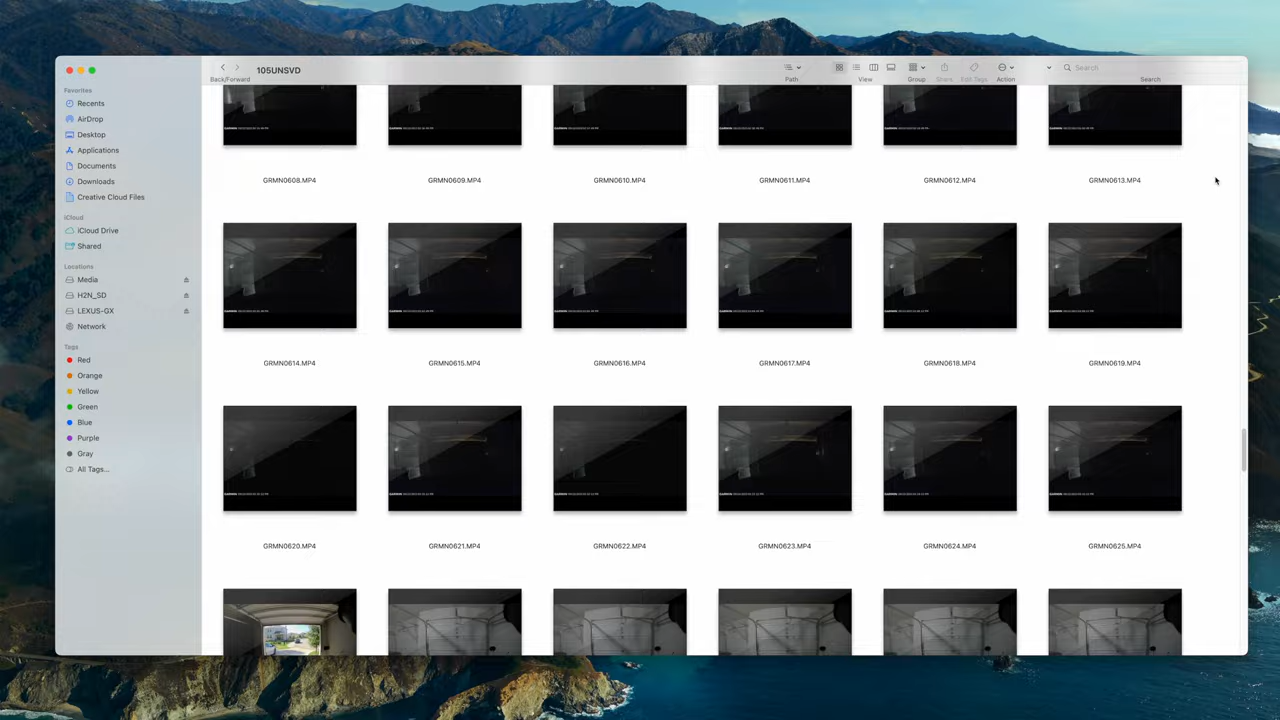 105UNSVD
Back/Forward
Path
View
Group
Share
Edit Tags
Action
Search
Search
Favorites
Recents
AirDrop
Desktop
Applications
Documents
Downloads
Creative Cloud Files
iCloud
iCloud Drive
Shared
Locations
Media
H2N_SD
LEXUS-GX
Network
Tags
Red
Orange
Yellow
Green
Blue
Purple
Gray
All Tags...
GRMN0608.MP4
GRMN0609.MP4
GRMN0610.MP4
GRMN0611.MP4
GRMN0612.MP4
GRMN0613.MP4
GRMN0614.MP4
GRMN0615.MP4
GRMN0616.MP4
GRMN0617.MP4
GRMN0618.MP4
GRMN0619.MP4
GRMN0620.MP4
GRMN0621.MP4
GRMN0622.MP4
GRMN0623.MP4
GRMN0624.MP4
GRMN0625.MP4